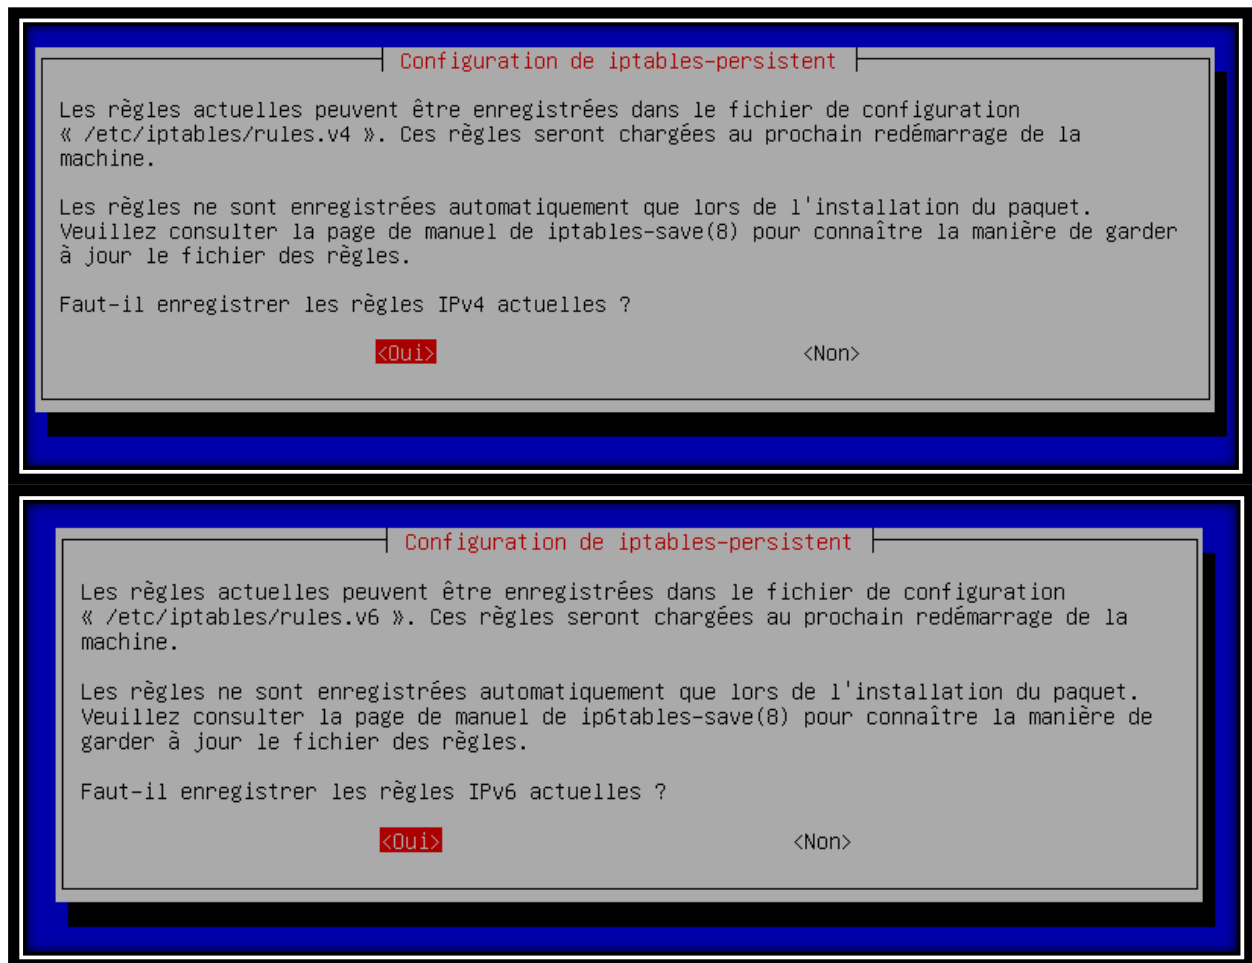 Configuration de iptables-persistent
Les règles actuelles peuvent être enregistrées dans le fichier de configuration
« /etc/iptables/rules.v4 ». Ces règles seront chargées au prochain redémarrage de la
machine.
Les règles ne sont enregistrées automatiquement que lors de l'installation du paquet.
Veuillez consulter la page de manuel de iptables-save(8) pour connaître la manière de garder
à jour le fichier des règles.
Faut-il enregistrer les règles IPv4 actuelles ?
<Oui> <Non>
Configuration de iptables-persistent
Les règles actuelles peuvent être enregistrées dans le fichier de configuration
« /etc/iptables/rules.v6 ». Ces règles seront chargées au prochain redémarrage de la
machine.
Les règles ne sont enregistrées automatiquement que lors de l'installation du paquet.
Veuillez consulter la page de manuel de ip6tables-save(8) pour connaître la manière de
garder à jour le fichier des règles.
Faut-il enregistrer les règles IPv6 actuelles ?
<Oui> <Non>